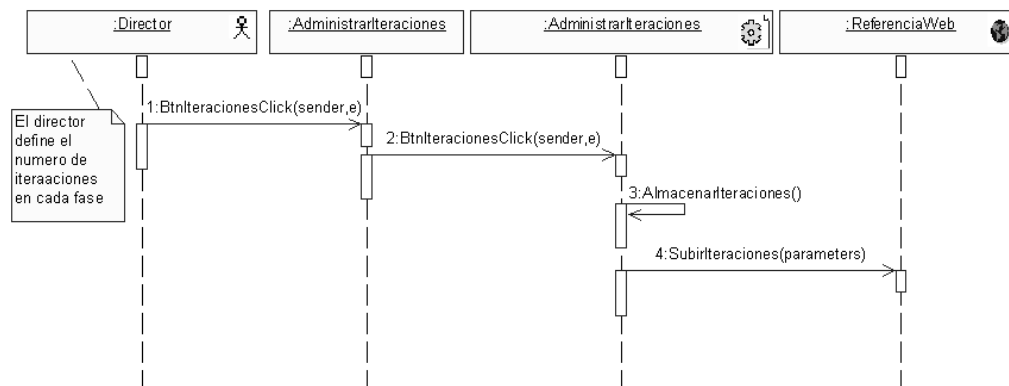 :Director
:AdministrarIteraciones
:AdministrarIteraciones
:ReferenciaWeb
1:BtnIteracionesClick(sender,e)
El director
define el
numero de
iteraaciones
en cada fase
2:BtnIteracionesClick(sender,e)
3:AlmacenarIteraciones()
4:SubirIteraciones(parameters)